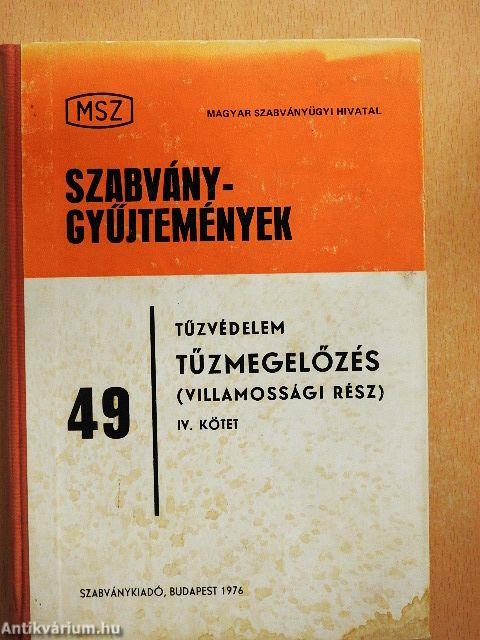 MSZ
MAGYAR SZABVÁNYÜGYI HIVATAL
SZABVÁNY-
GYŰJTEMÉNYEK
49
TŰZVÉDELEM
TŰZMEGELŐZÉS
(VILLAMOSSÁGI RÉSZ)
IV. KÖTET
SZABVÁNYKIADÓ, BUDAPEST 1976
Antikvárium.hu